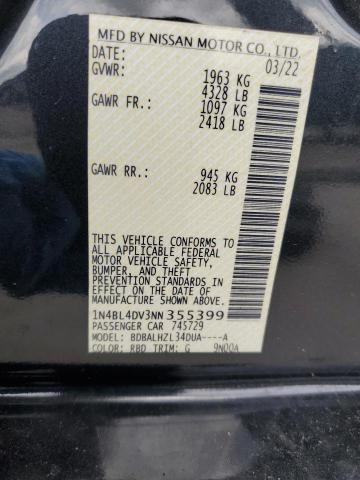 MFD BY NISSAN MOTOR CO., LTD.
DATE: 03/22
GVWR: 1963 KG
4328 LB
GAWR FR: 1097 KG
2418 LB
GAWR RR.: 945 KG
2083 LB
THIS VEHICLE CONFORMS TO
ALL APPLICABLE FEDERAL
MOTOR VEHICLE SAFETY,
BUMPER, AND THEFT
PREVENTION STANDARDS IN
EFFECT ON THE DATE OF
MANUFACTURE SHOWN ABOVE.
1N4BL4DV3NN355399
PASSENGER CAR 745729
MODEL: BDBALHZL34DUA----A
COLOR: RBD TRIM: G 9N00A